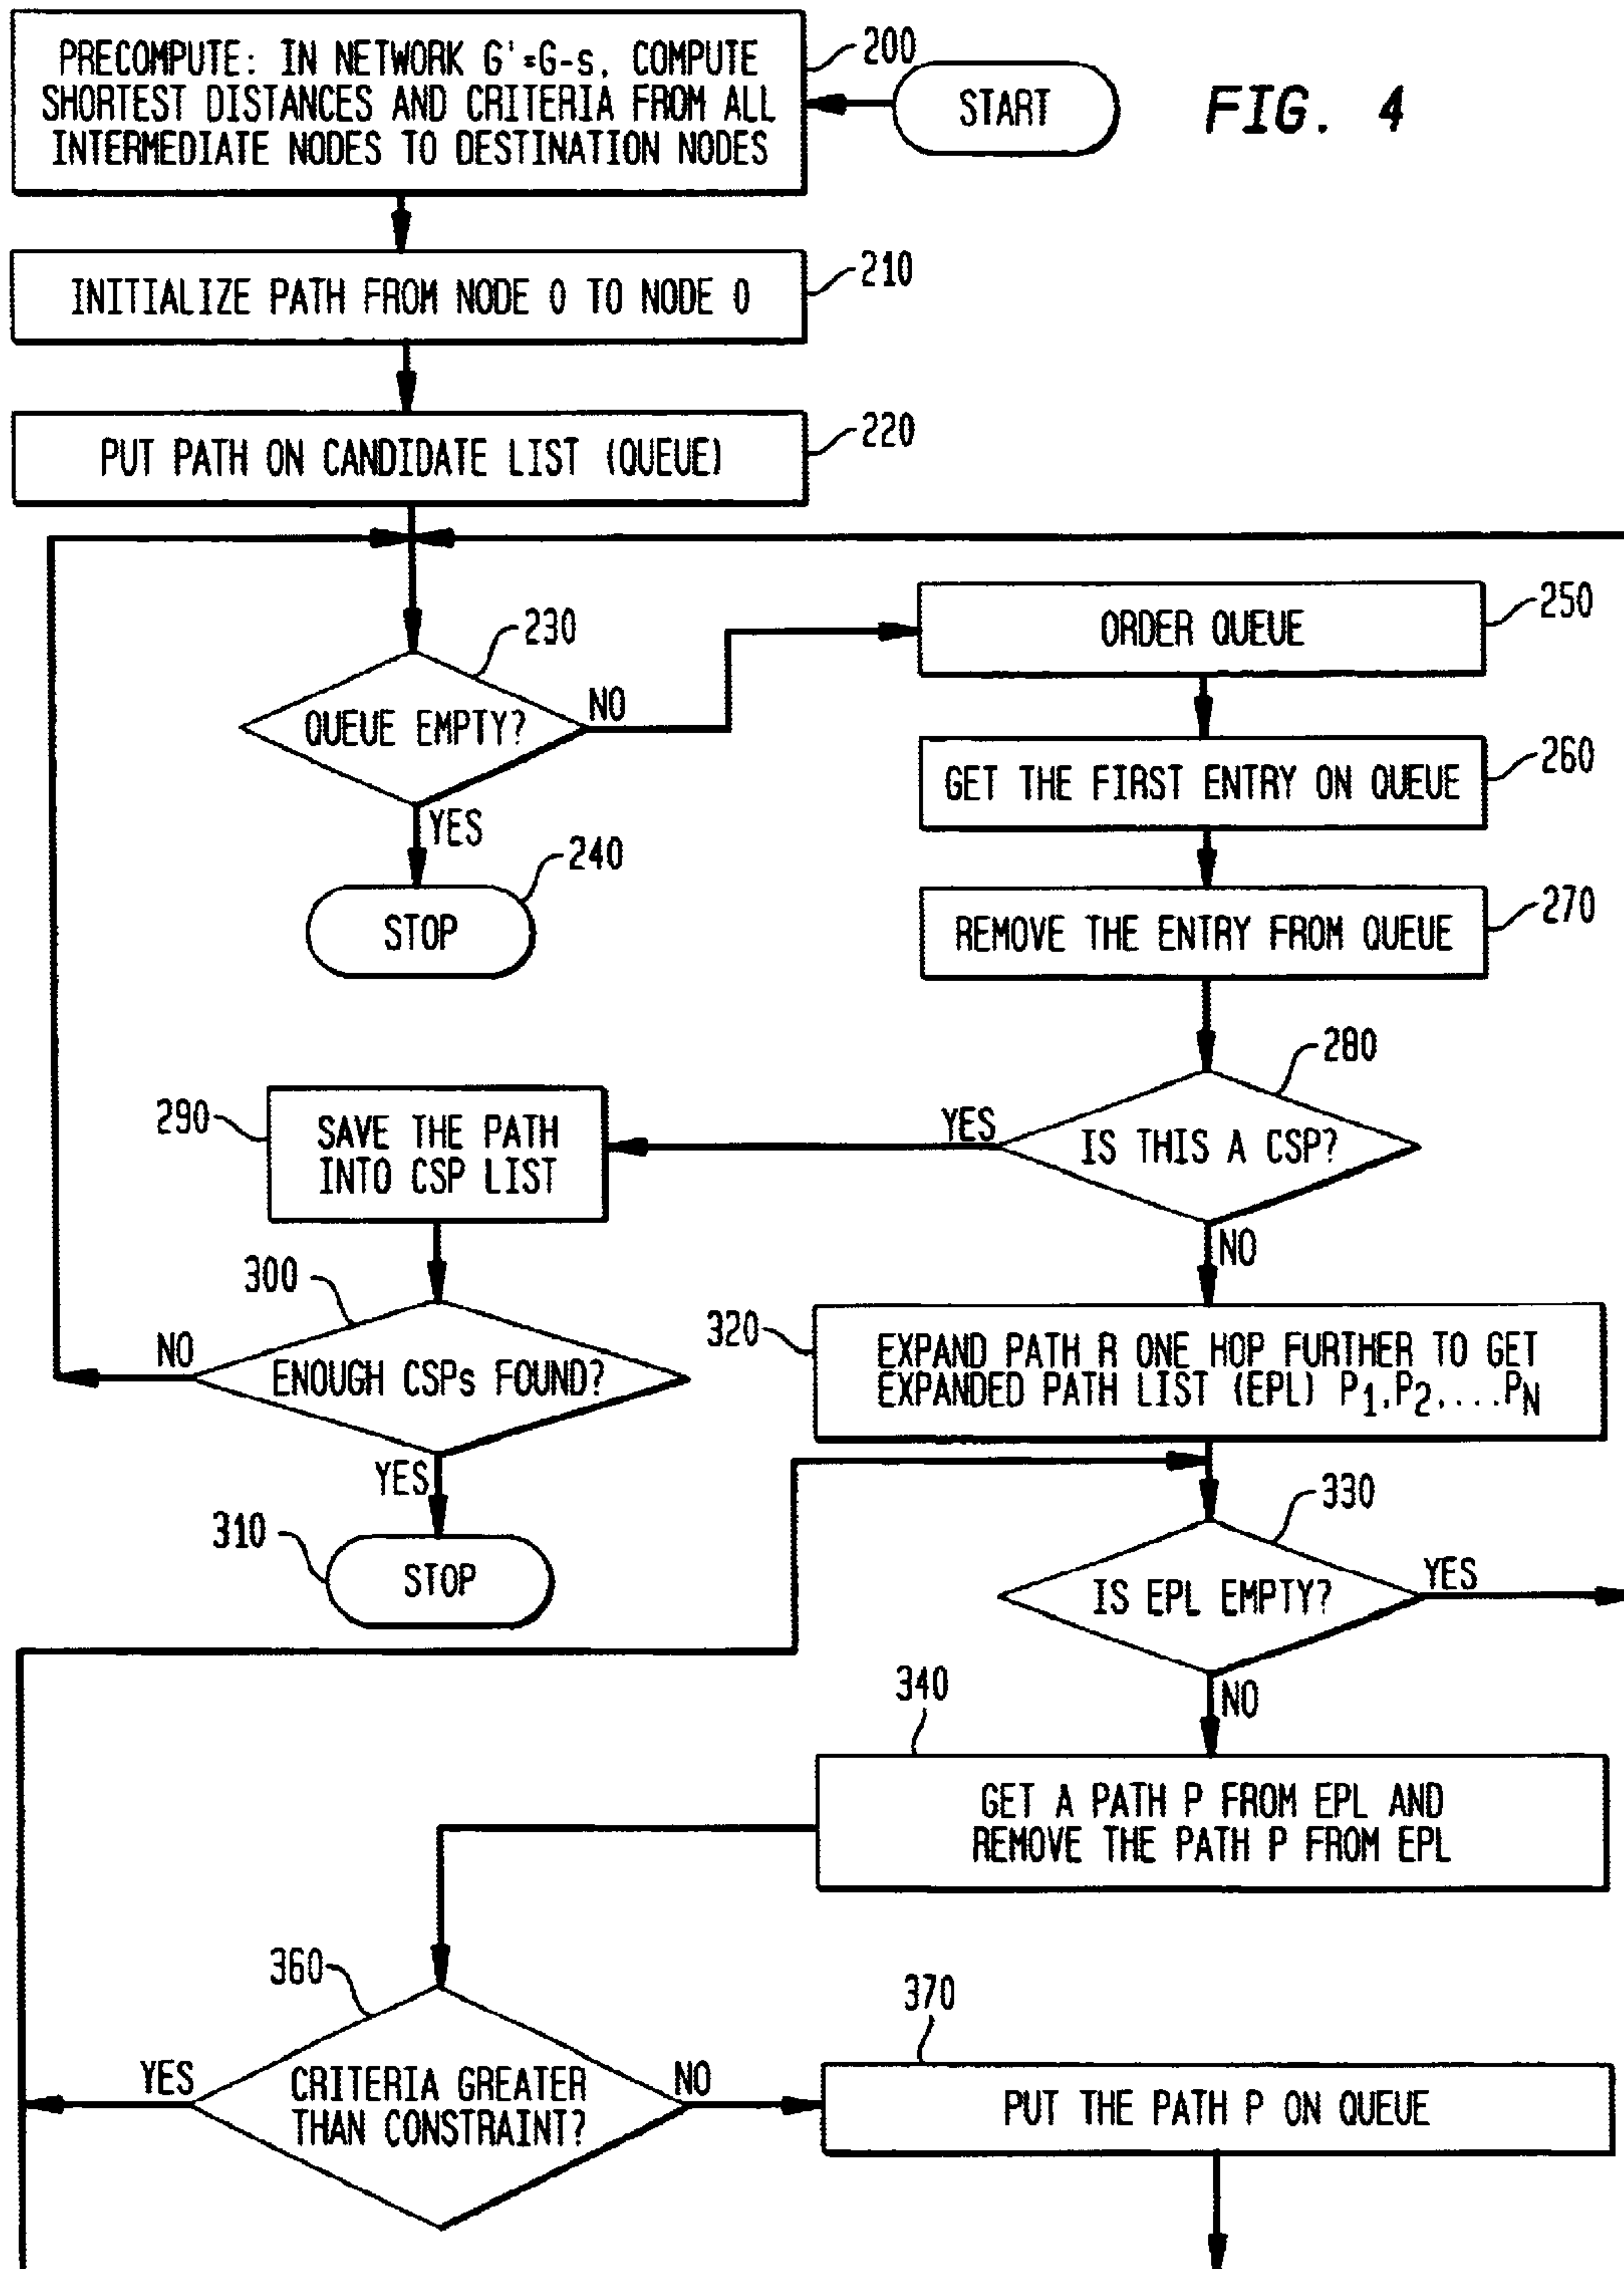 PRECOMPUTE: IN NETWORK G'=G-s, COMPUTE
SHORTEST DISTANCES AND CRITERIA FROM ALL
INTERMEDIATE NODES TO DESTINATION NODES
200
START
FIG. 4
INITIALIZE PATH FROM NODE 0 TO NODE 0
210
PUT PATH ON CANDIDATE LIST (QUEUE)
220
230
QUEUE EMPTY?
NO
YES
240
STOP
ORDER QUEUE
250
GET THE FIRST ENTRY ON QUEUE
260
REMOVE THE ENTRY FROM QUEUE
270
280
IS THIS A CSP?
YES
NO
290
SAVE THE PATH
INTO CSP LIST
300
ENOUGH CSPs FOUND?
NO
YES
310
STOP
320
EXPAND PATH R ONE HOP FURTHER TO GET
EXPANDED PATH LIST (EPL) P1,P2,...PN
330
IS EPL EMPTY?
YES
NO
340
GET A PATH P FROM EPL AND
REMOVE THE PATH P FROM EPL
360
CRITERIA GREATER
THAN CONSTRAINT?
YES
NO
370
PUT THE PATH P ON QUEUE